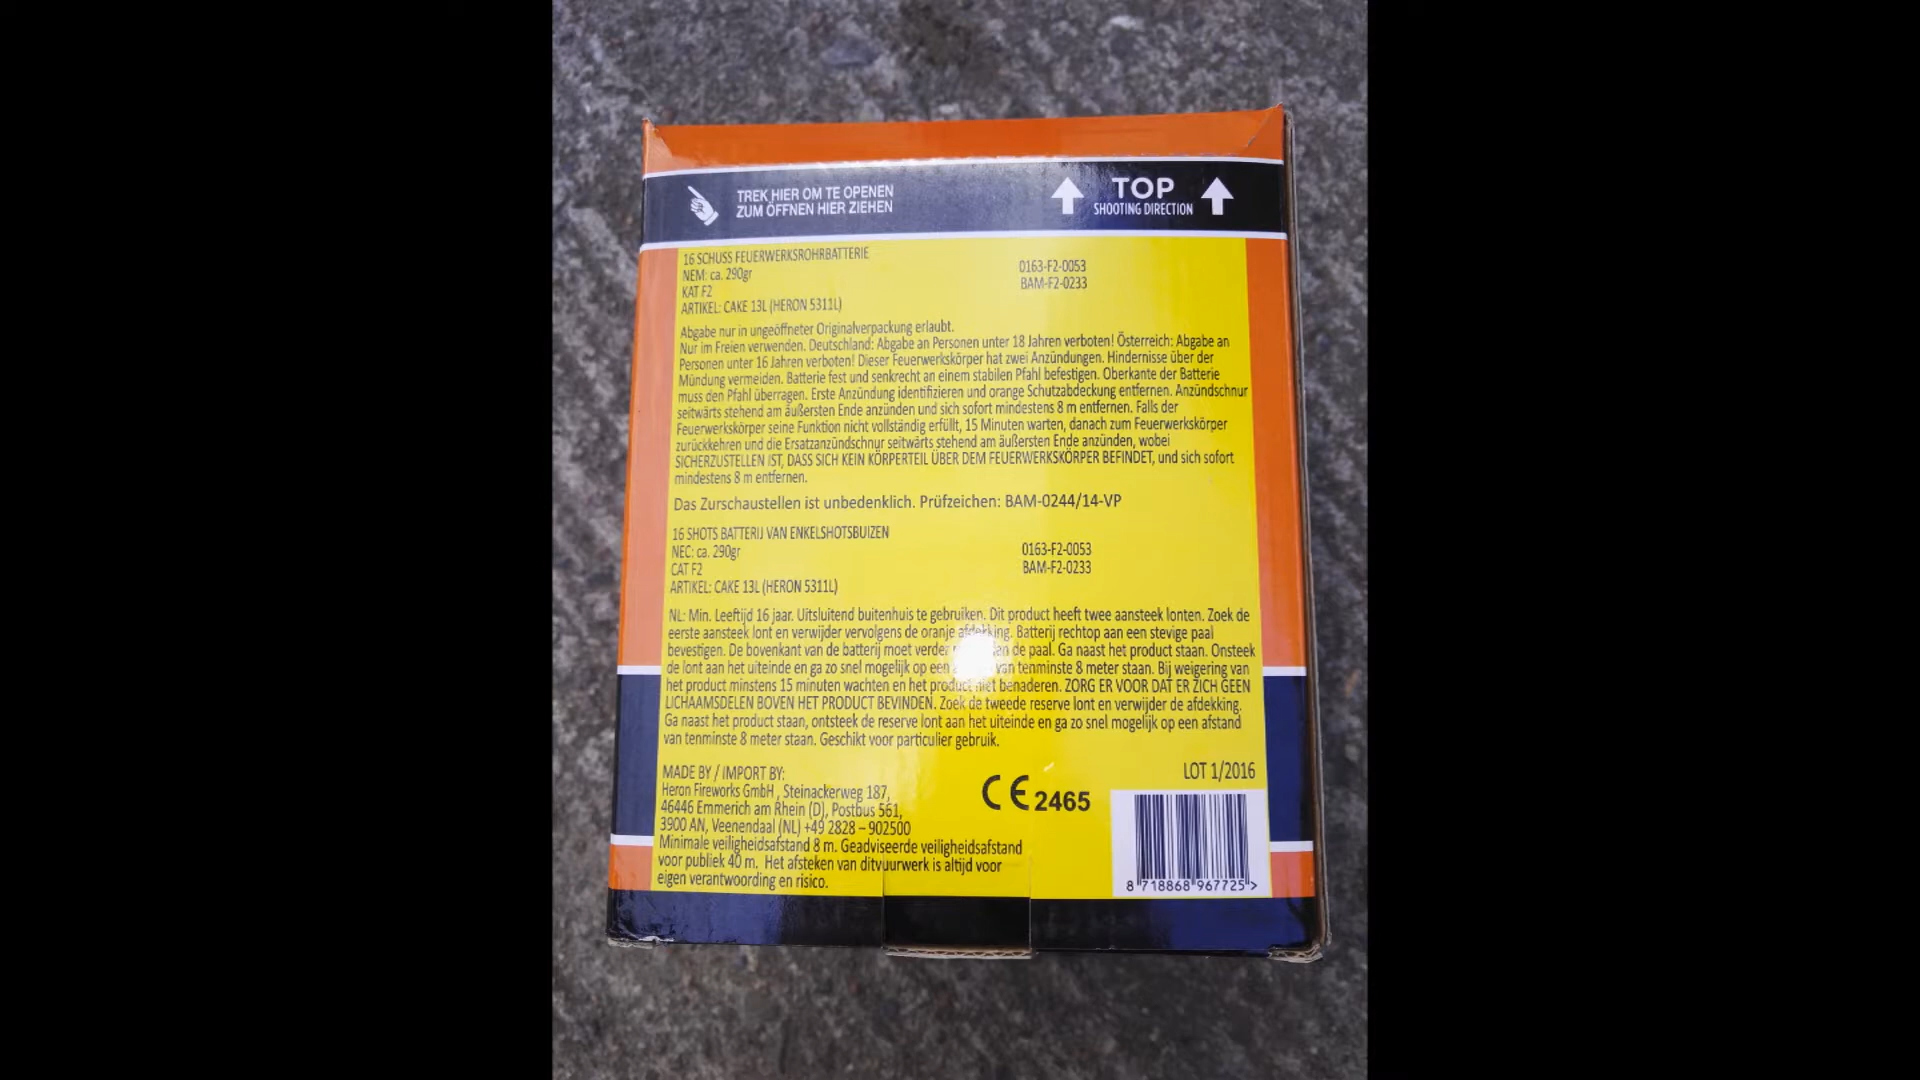 TREK HIER OM TE OPENEN
ZUM ÖFFNEN HIER ZIEHEN
TOP
SHOOTING DIRECTION
16 SCHUSS FEUERWERKSROHRBATTERIE
NEM: ca. 290gr
KAT F2
ARTIKEL: CAKE 13L (HERON 5311L)
0163-F2-0053
BAM-F2-0233
Abgabe nur in ungeöffneter Originalverpackung erlaubt.
Nur im Freien verwenden. Deutschland: Abgabe an Personen unter 18 Jahren verboten! Österreich: Abgabe an
Personen unter 16 Jahren verboten! Dieser Feuerwerkskörper hat zwei Anzündungen. Hindernisse über der
Mündung vermeiden. Batterie fest und senkrecht an einem stabilen Pfahl befestigen. Oberkante der Batterie
muss den Pfahl überragen. Erste Anzündung identifizieren und orange Schutzabdeckung entfernen. Anzündschnur
seitwärts stehend am äußersten Ende anzünden und sich sofort mindestens 8 m entfernen. Falls der
Feuerwerkskörper seine Funktion nicht vollständig erfüllt, 15 Minuten warten, danach zum Feuerwerkskörper
zurückkehren und die Ersatzanzündschnur seitwärts stehend am äußersten Ende anzünden, wobei
SICHERZUSTELLEN IST, DASS SICH KEIN KÖRPERTEIL ÜBER DEM FEUERWERKSKÖRPER BEFINDET, und sich sofort
mindestens 8 m entfernen.
Das Zurschaustellen ist unbedenklich. Prüfzeichen: BAM-0244/14-VP
16 SHOTS BATTERIJ VAN ENKELSHOTSBUIZEN
NEC: ca. 290gr
CAT F2
ARTIKEL: CAKE 13L (HERON 5311L)
0163-F2-0053
BAM-F2-0233
NL: Min. Leeftijd 16 jaar. Uitsluitend buitenhuis te gebruiken. Dit product heeft twee aansteek lonten. Zoek de
eerste aansteek lont en verwijder vervolgens de oranje afdekking. Batterij rechtop aan een stevige paal
bevestigen. De bovenkant van de batterij moet verder de paal. Ga naast het product staan. Onsteek
de lont aan het uiteinde en ga zo snel mogelijk op een van tenminste 8 meter staan. Bij weigering van
het product minstens 15 minuten wachten en het product niet benaderen. ZORG ER VOOR DAT ER ZICH GEEN
LICHAAMSDELEN BOVEN HET PRODUCT BEVINDEN. Zoek de tweede reserve lont en verwijder de afdekking.
Ga naast het product staan, ontsteek de reserve lont aan het uiteinde en ga zo snel mogelijk op een afstand
van tenminste 8 meter staan. Geschikt voor particulier gebruik.
MADE BY / IMPORT BY:
Heron Fireworks GmbH , Steinackerweg 187,
46446 Emmerich am Rhein (D), Postbus 561,
3900 AN, Veenendaal (NL) +49 2828 – 902500
Minimale veiligheidsafstand 8 m. Geadviseerde veiligheidsafstand
voor publiek 40 m. Het afsteken van ditvuurwerk is altijd voor
eigen verantwoording en risico.
CE 2465
LOT 1/2016
8 718868 967725 >